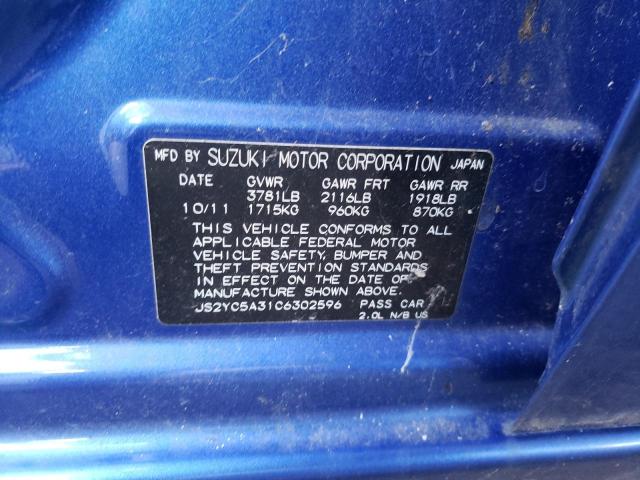 MFD BY SUZUKI MOTOR CORPORATION JAPAN
DATE GVWR GAWR FRT GAWR RR
3781LB 2116LB 1918LB
10/11 1715KG 960KG 870KG
THIS VEHICLE CONFORMS TO ALL
APPLICABLE FEDERAL MOTOR
VEHICLE SAFETY, BUMPER AND
THEFT PREVENTION STANDARDS
IN EFFECT ON THE DATE OF
MANUFACTURE SHOWN ABOVE.
JS2YC5A31C6302596 PASS CAR
2.0L N/B US